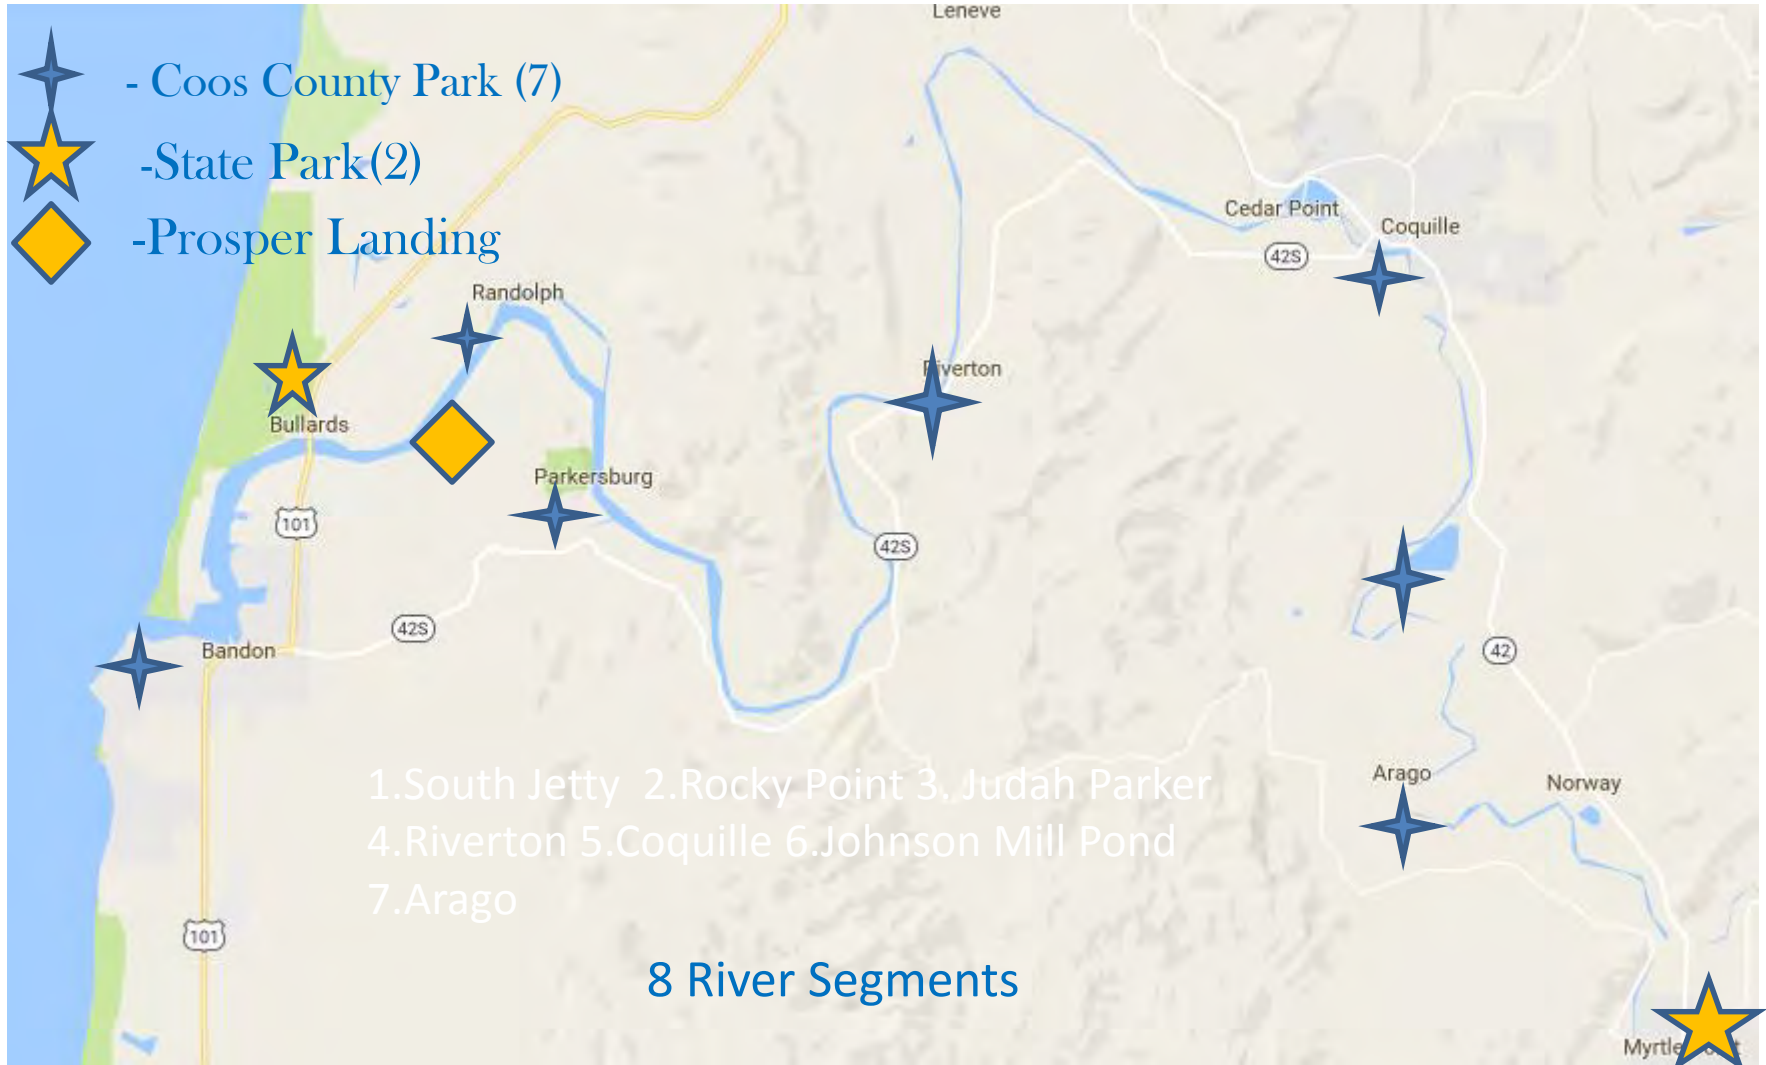 Leneve
- Coos County Park (7)
-State Park(2)
-Prosper Landing
Cedar Point
Coquille
42S
Randolph
Riverton
Bullards
Parkersburg
101
42S
42S
Bandon
42
1.South Jetty 2.Rocky Point 3. Judah Parker
4.Riverton 5.Coquille 6.Johnson Mill Pond
7.Arago
Arago
Norway
101
8 River Segments
Myrtle Point